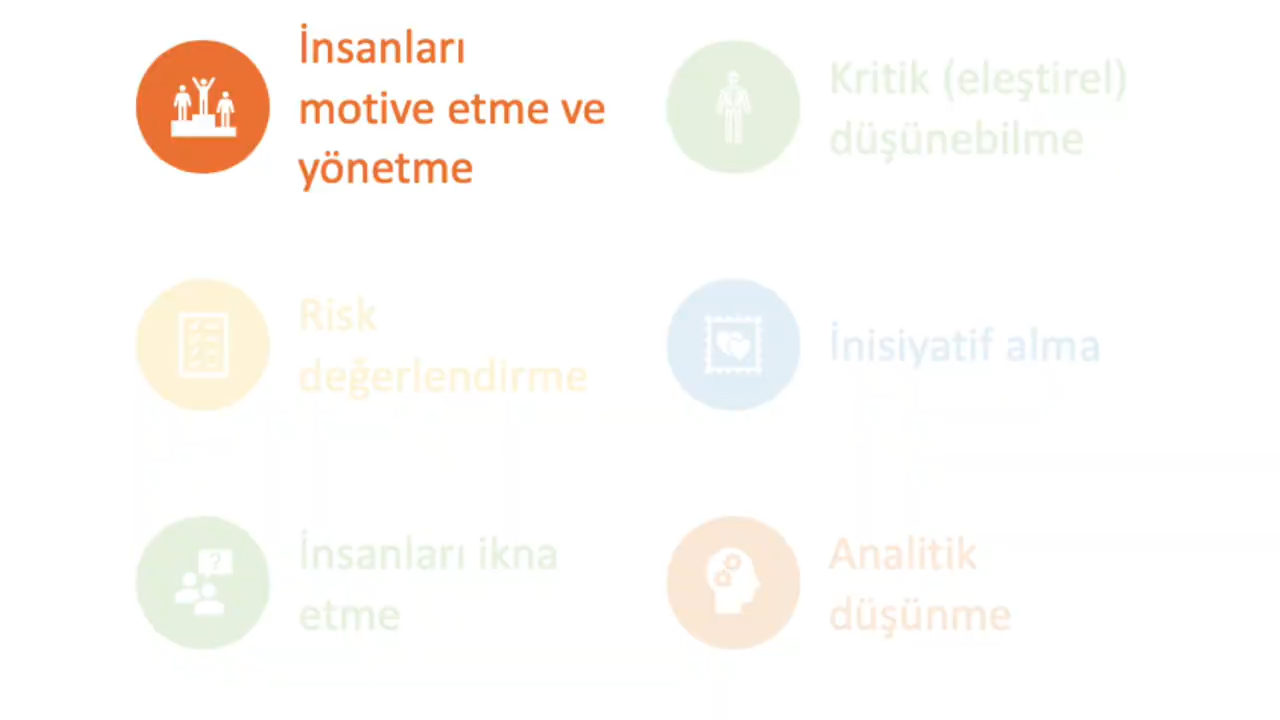 İnsanları
motive etme ve
yönetme
Kritik (eleştirel)
düşünebilme
Risk
değerlendirme
İnisiyatif alma
İnsanları ikna
etme
?
Analitik
düşünme